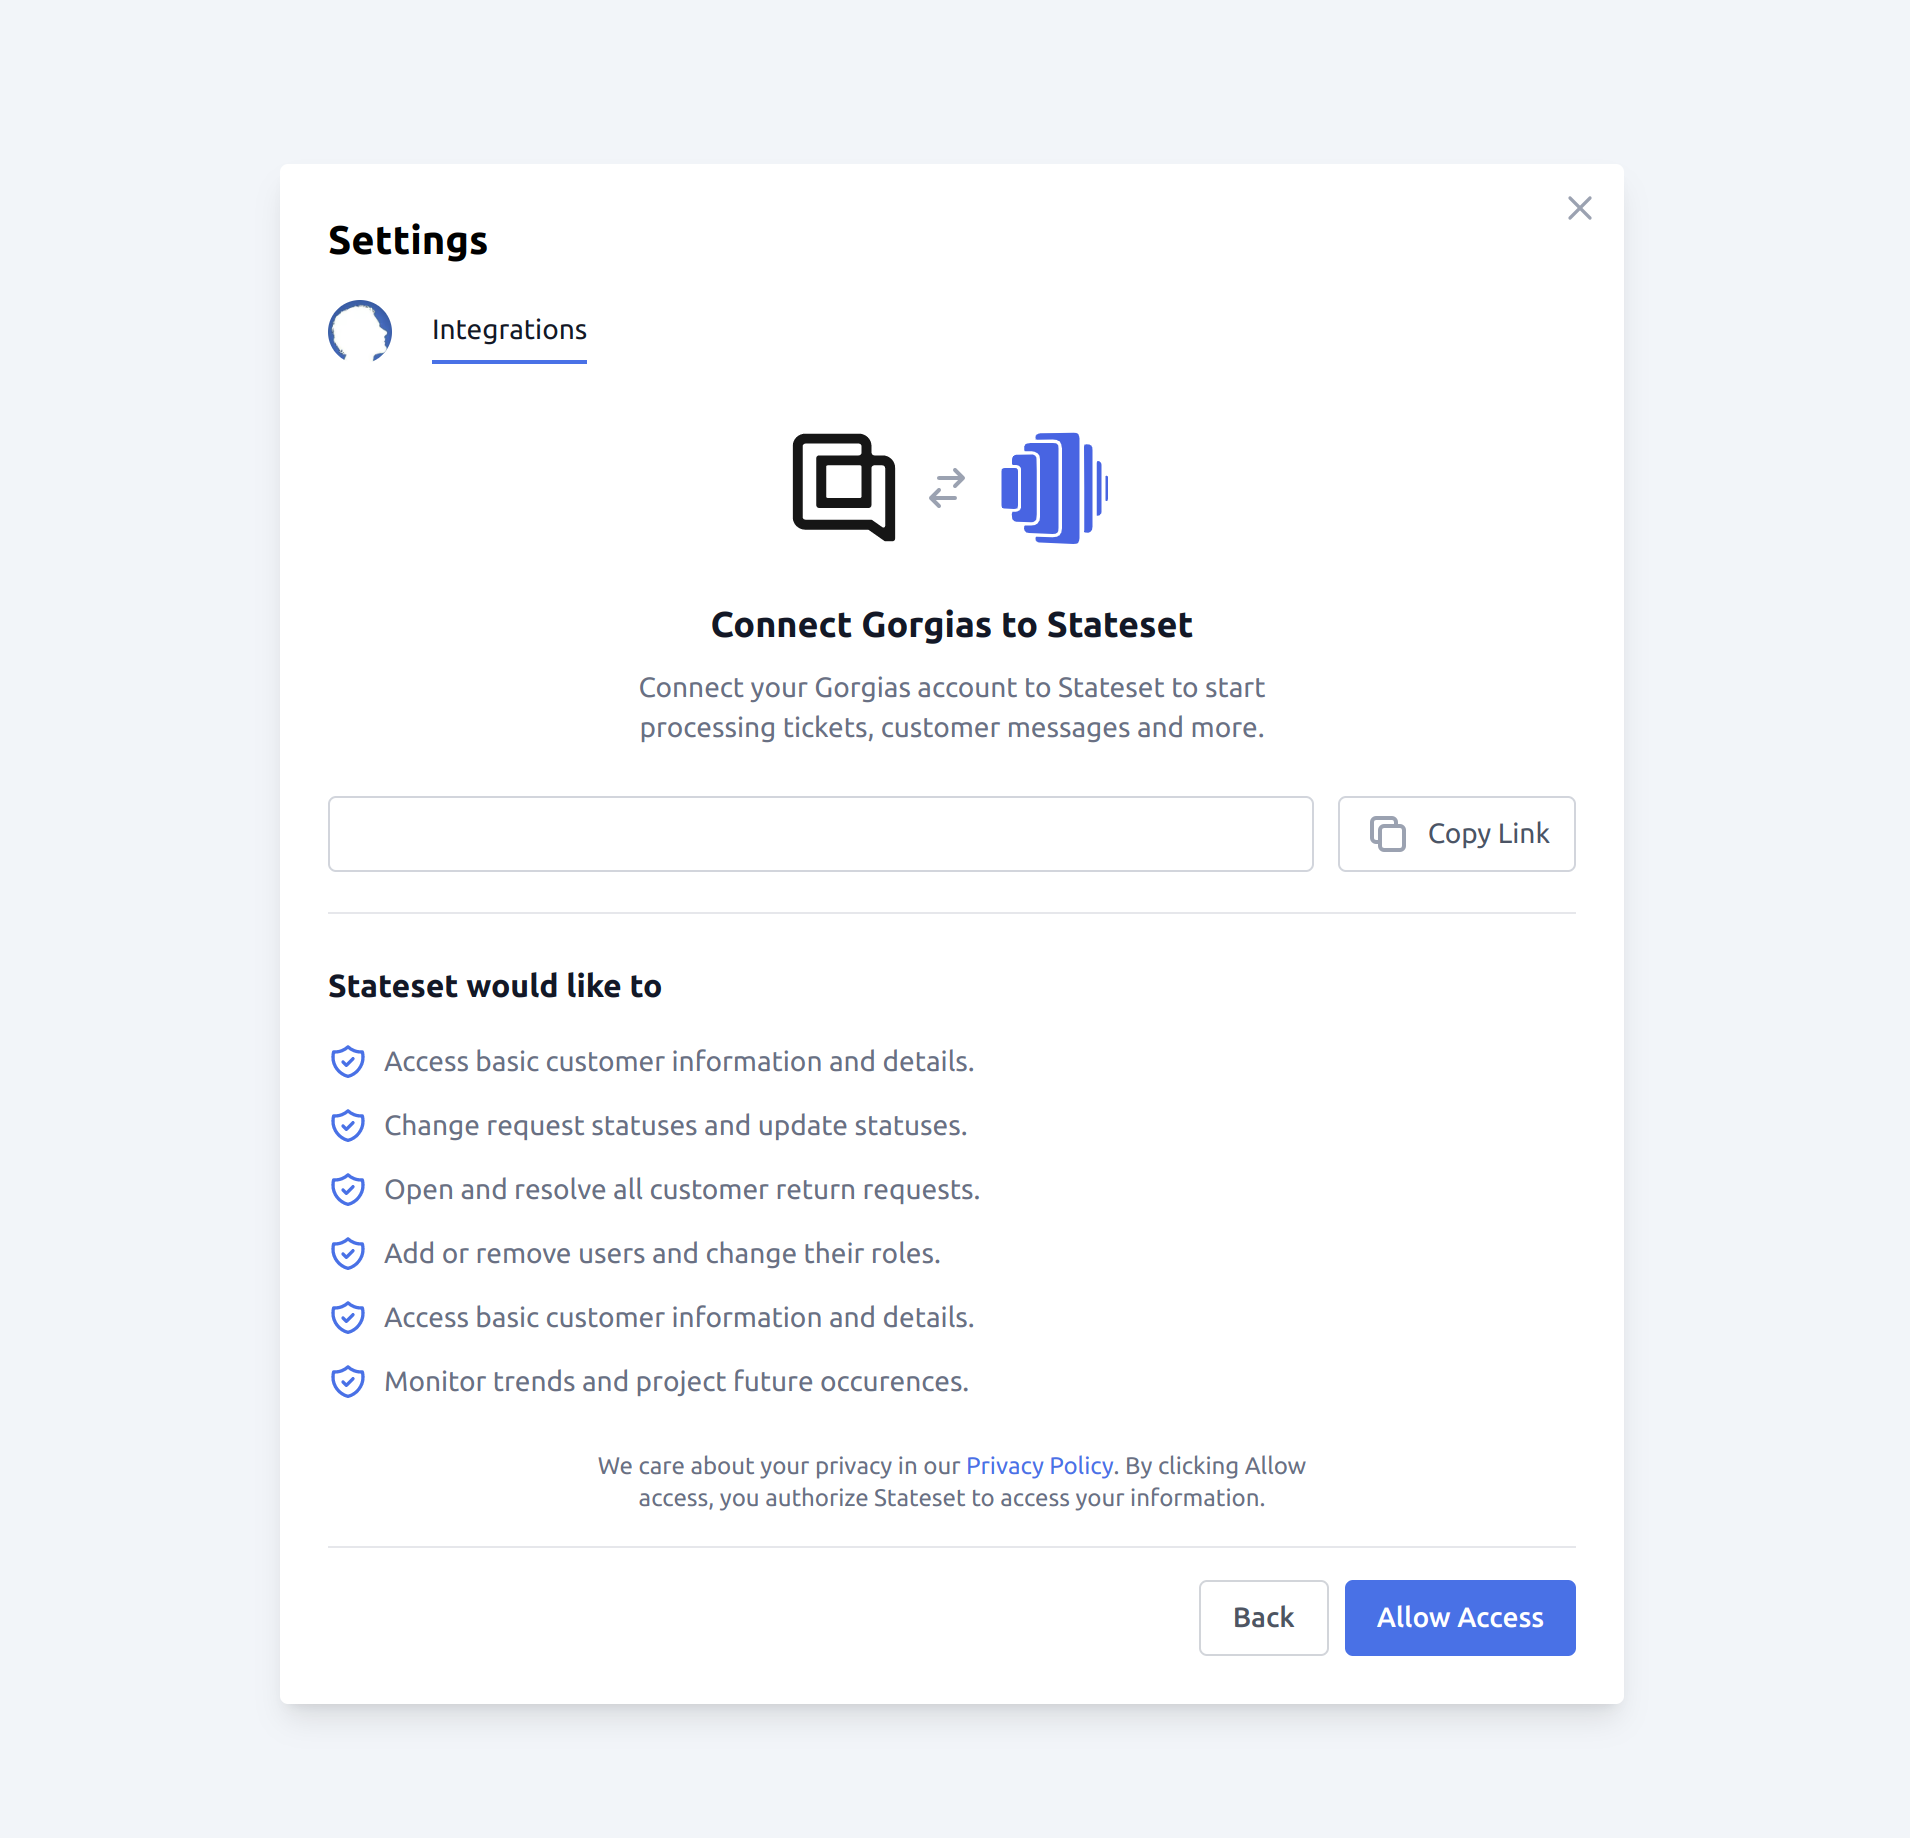 Settings
Integrations
Connect Gorgias to Stateset
Connect your Gorgias account to Stateset to start
processing tickets, customer messages and more.
Copy Link
Stateset would like to
Access basic customer information and details.
Change request statuses and update statuses.
Open and resolve all customer return requests.
Add or remove users and change their roles.
Access basic customer information and details.
Monitor trends and project future occurences.
We care about your privacy in our Privacy Policy. By clicking Allow
access, you authorize Stateset to access your information.
Back
Allow Access